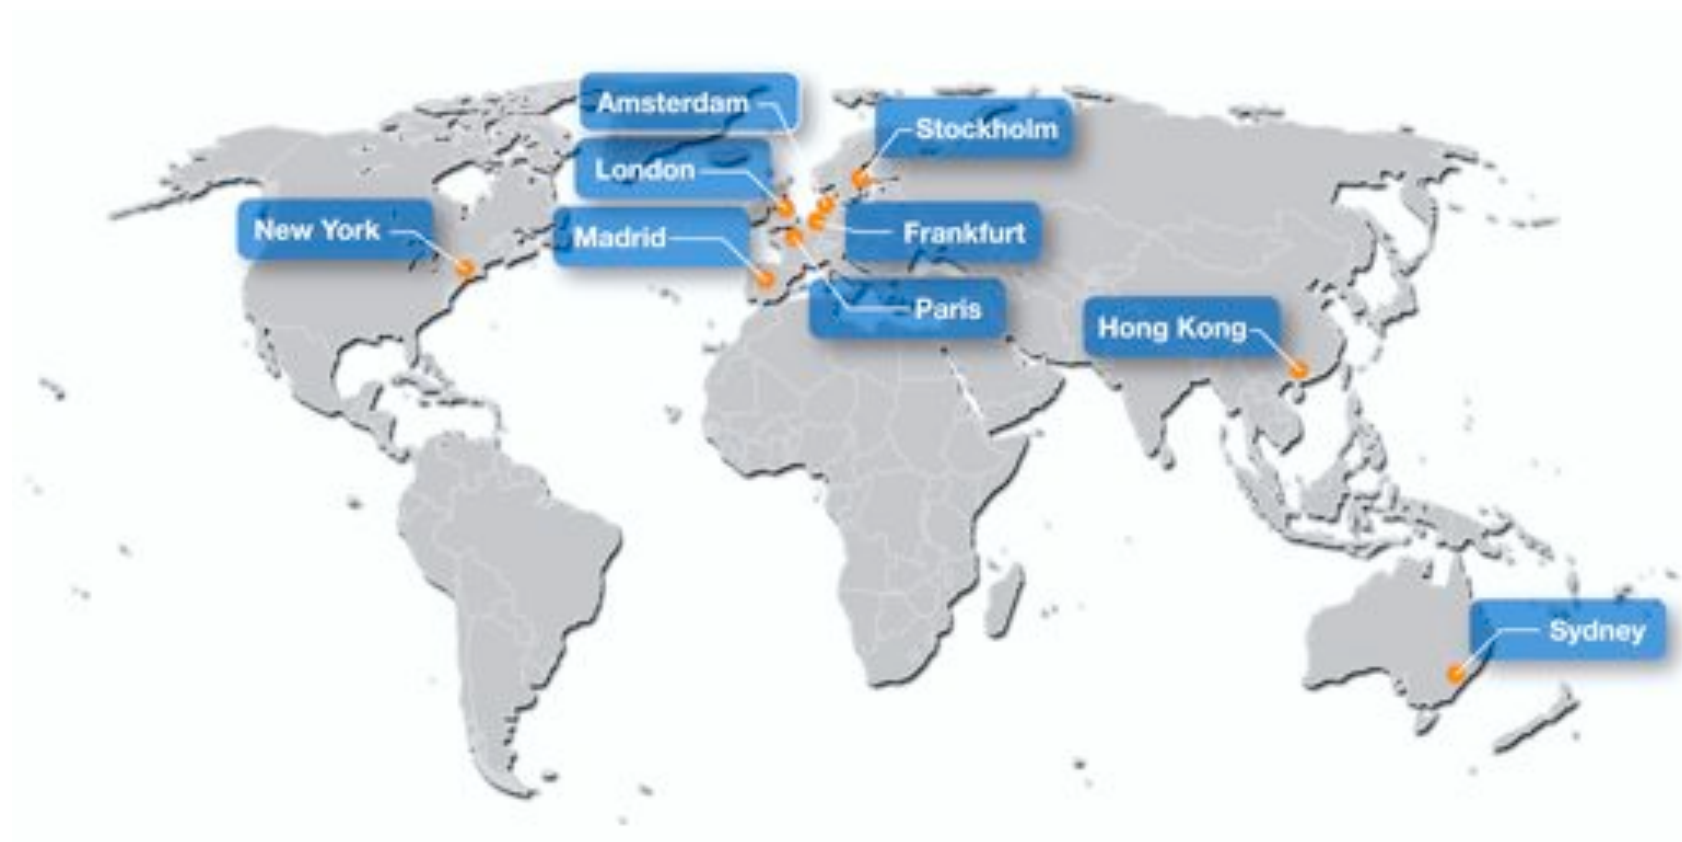 Amsterdam
Stockholm
London
New York
Madrid
Frankfurt
Paris
Hong Kong
Sydney